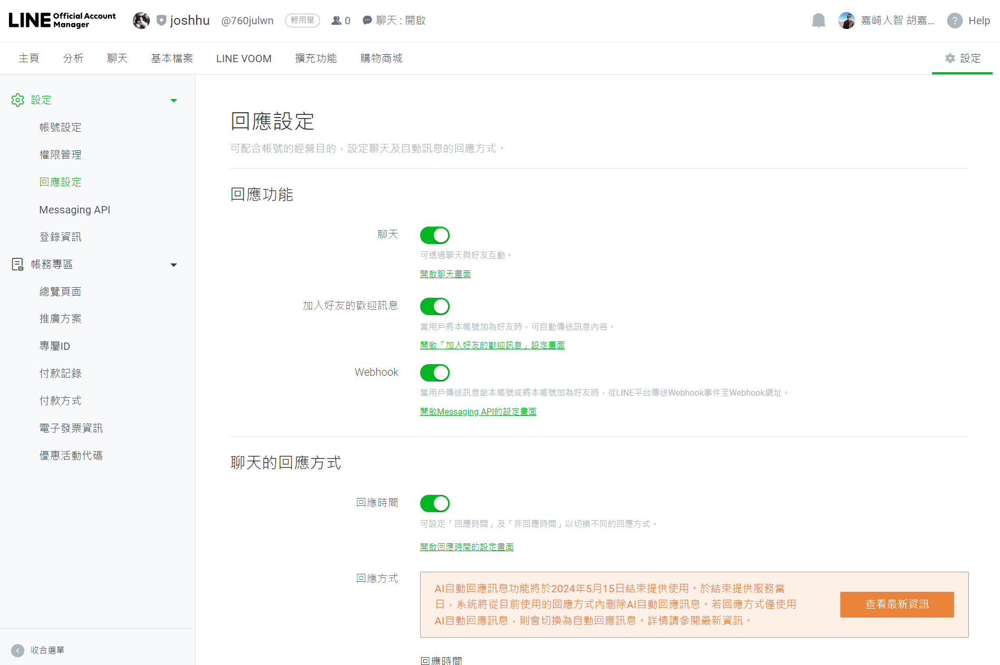 LINE Official Account Manager
joshhu
@760julwn
輕用量
0
聊天 : 開啟
嘉崎人智 胡嘉...
? Help
主頁
分析
聊天
基本檔案
LINE VOOM
擴充功能
購物商城
設定
設定
帳號設定
權限管理
回應設定
Messaging API
登錄資訊
帳務專區
總覽頁面
推廣方案
專屬ID
付款記錄
付款方式
電子發票資訊
優惠活動代碼
收合選單
回應設定
可配合帳號的經營目的，設定聊天及自動訊息的回應方式。
回應功能
聊天
可透過聊天與好友互動。
開啟聊天畫面
加入好友的歡迎訊息
當用戶將本帳號加為好友時，可自動傳送訊息內容。
開啟「加入好友的歡迎訊息」設定畫面
Webhook
當用戶傳送訊息給本帳號或將本帳號加為好友時，從LINE平台傳送Webhook事件至Webhook網址。
開啟Messaging API的設定畫面
聊天的回應方式
回應時間
可設定「回應時間」及「非回應時間」以切換不同的回應方式。
開啟回應時間的設定畫面
回應方式
AI自動回應訊息功能將於2024年5月15日結束提供使用。於結束提供服務當
日，系統將從目前使用的回應方式內刪除AI自動回應訊息。若回應方式僅使用
AI自動回應訊息，則會切換為自動回應訊息。詳情請參閱最新資訊。
查看最新資訊
回應時間